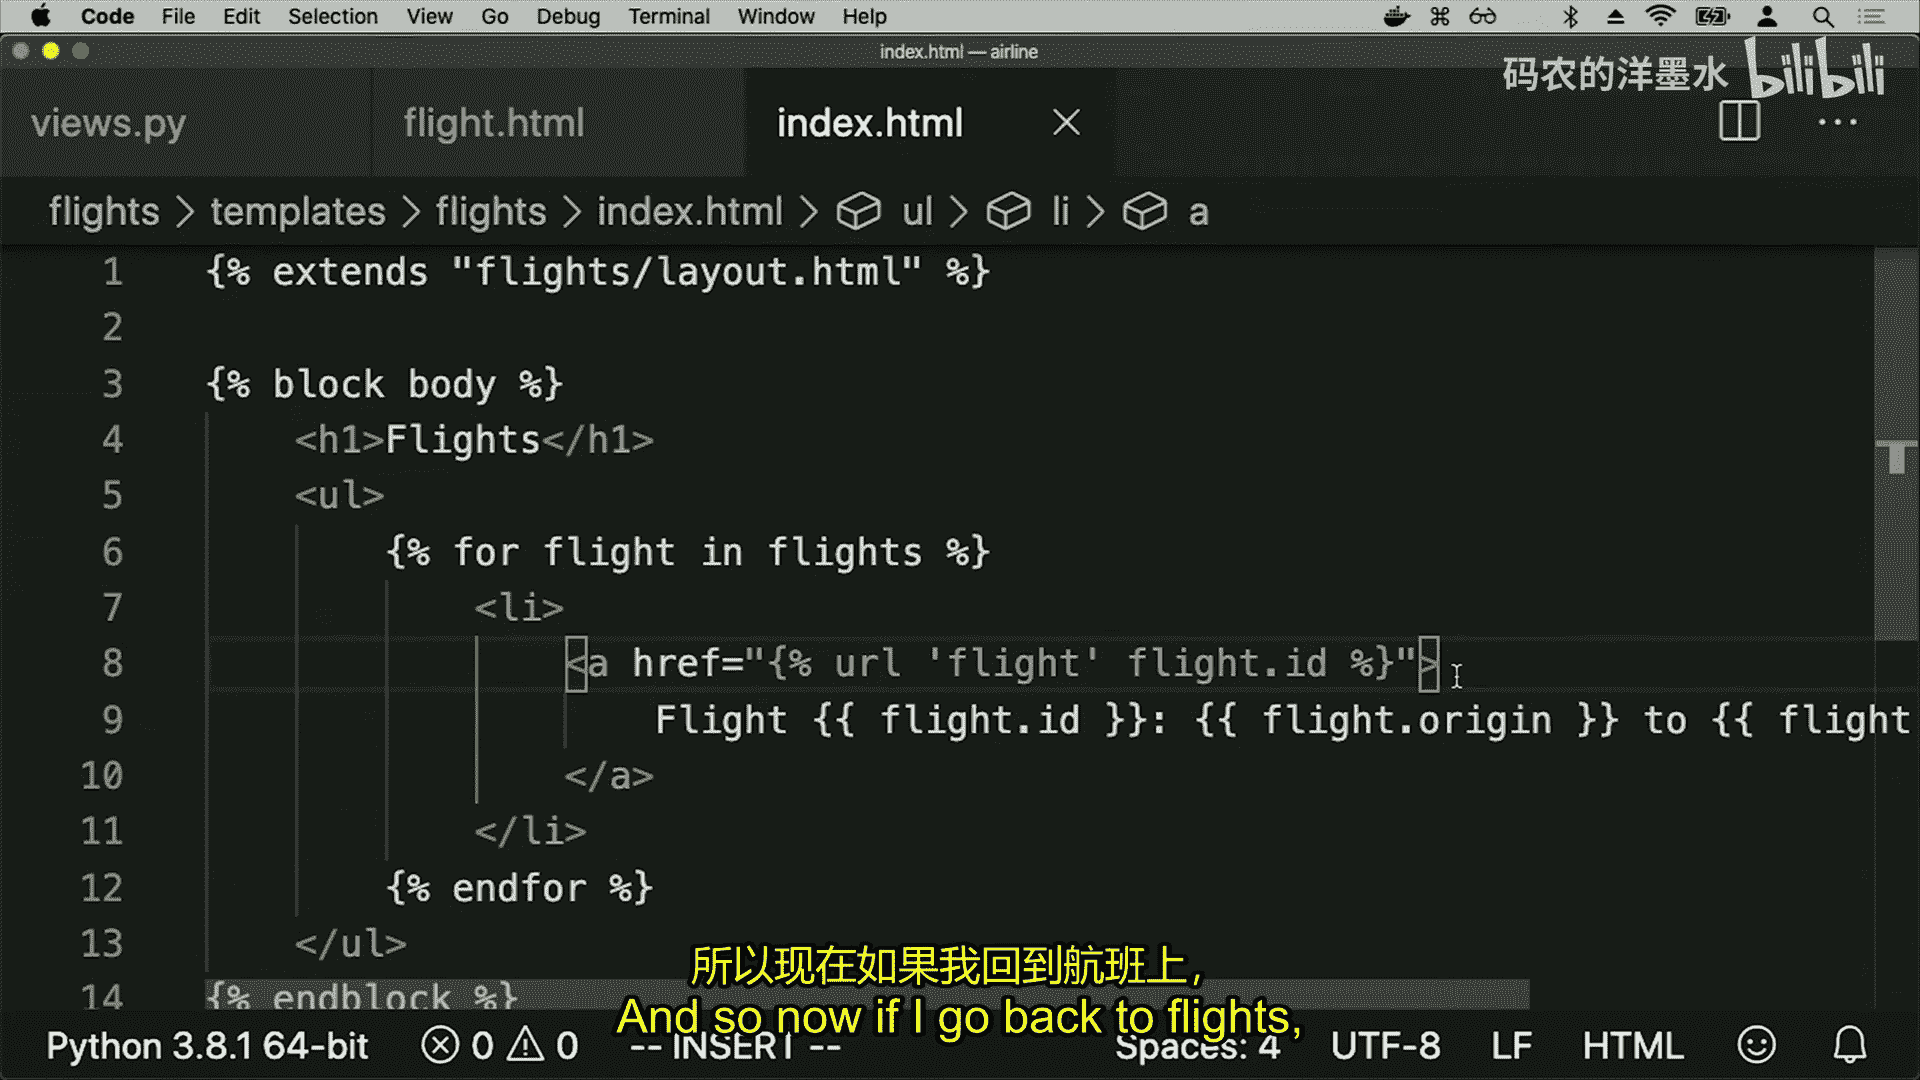 Code File Edit Selection View Go Debug Terminal Window Help
index.html — airline
码农的洋墨水 bilibili
views.py flight.html index.html
flights > templates > flights > index.html > ul > li > a
1 {% extends "flights/layout.html" %}
2
3 {% block body %}
4 <h1>Flights</h1>
5 <ul>
6 {% for flight in flights %}
7 <li>
8 <a href="{% url 'flight' flight.id %}">
9 Flight {{ flight.id }}: {{ flight.origin }} to {{ flight
10 </a>
11 </li>
12 {% endfor %}
13 </ul>
14 {% endblock %}
所以现在如果我回到航班上，
And so now if I go back to flights,
Python 3.8.1 64-bit 0 0 -- INSERT -- Spaces: 4 UTF-8 LF HTML